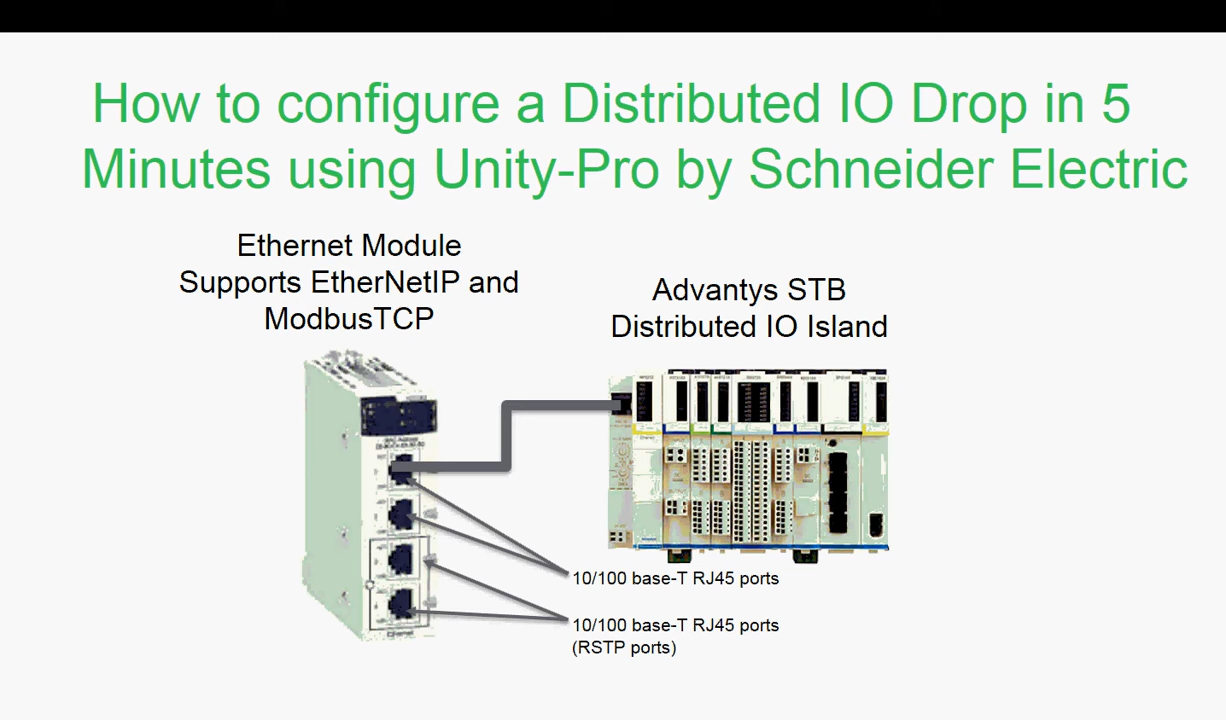 How to configure a Distributed IO Drop in 5
Minutes using Unity-Pro by Schneider Electric
Ethernet Module
Supports EtherNetIP and
ModbusTCP
Advantys STB
Distributed IO Island
10/100 base-T RJ45 ports
10/100 base-T RJ45 ports
(RSTP ports)
Ethernet